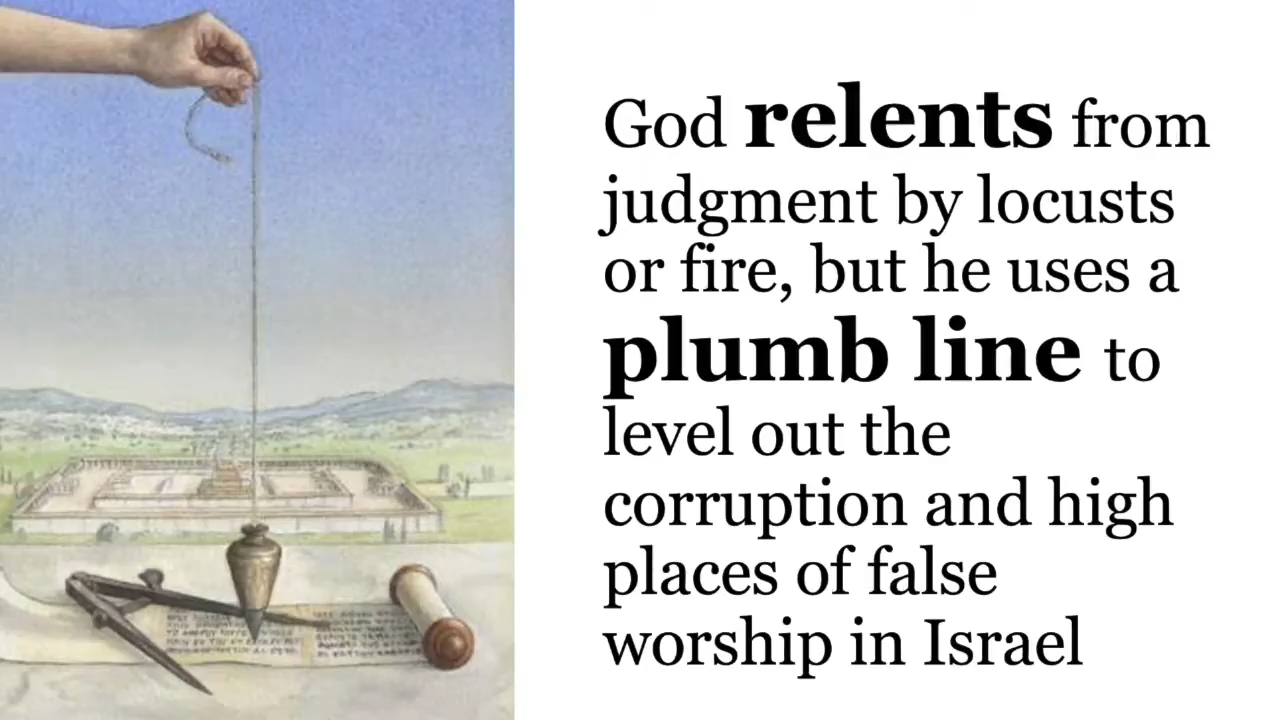 God relents from
judgment by locusts
or fire, but he uses a
plumb line to
level out the
corruption and high
places of false
worship in Israel